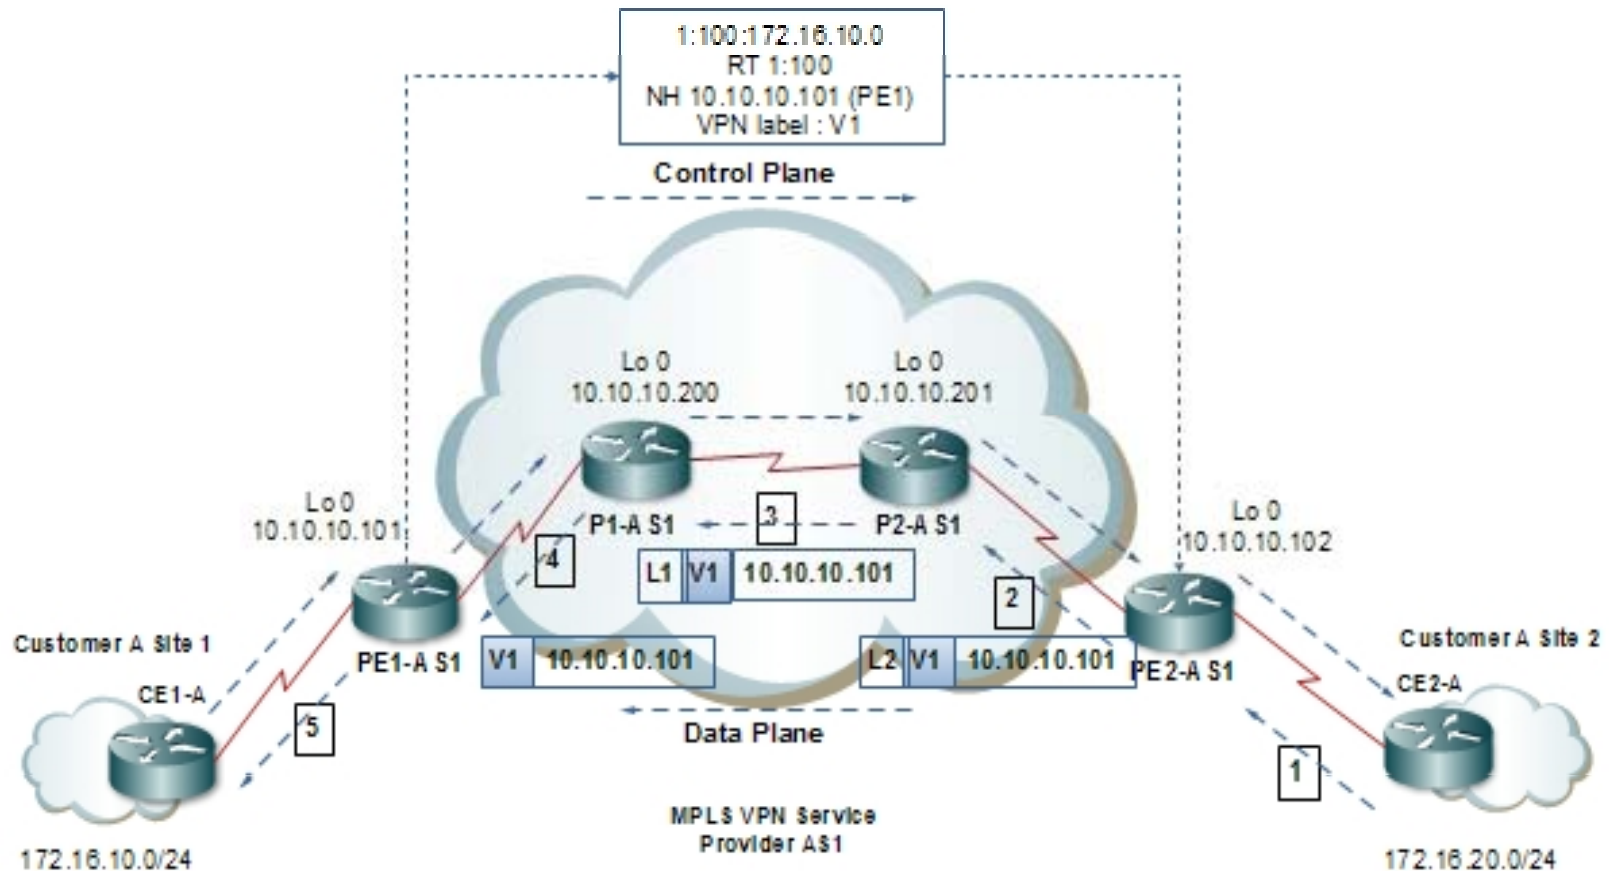 1:100:172.16.10.0
RT 1:100
NH 10.10.10.101 (PE1)
VPN label : V1
Control Plane
Lo 0
10.10.10.200
Lo 0
10.10.10.201
Lo 0
10.10.10.101
Lo 0
10.10.10.102
P1-A S1
3
P2-A S1
4
L1 V1 10.10.10.101
2
Customer A Site 1
PE1-A S1
V1 10.10.10.101
L2 V1 10.10.10.101
PE2-A S1
Customer A Site 2
CE1-A
CE2-A
5
Data Plane
1
MPLS VPN Service
Provider AS1
172.16.10.0/24
172.16.20.0/24